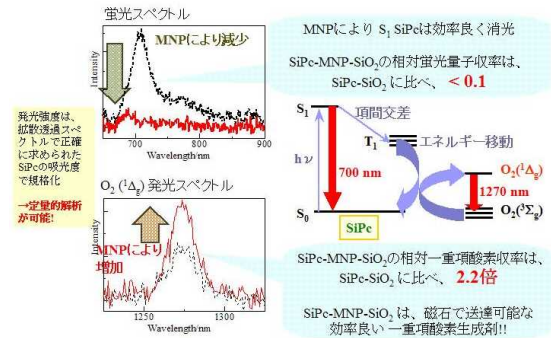 蛍光スペクトル
MNPにより減少
Intensity
700
800
900
Wavelength/nm
MNPにより S1 SiPcは効率良く消光
SiPc-MNP-SiO2の相対蛍光量子収率は、
SiPc-SiO2 に比べ、 < 0.1
発光強度は、
拡散透過スペ
クトルで正確
に求められた
SiPcの吸光度
で規格化
→定量的解析
が可能!
S1
項間交差
T1
エネルギー移動
hν
700 nm
O2(¹Δg)
1270 nm
S0
O2(³Σg)
SiPc
O2 (¹Δg) 発光スペクトル
MNPにより
増加
Intensity
1250
1300
Wavelength/nm
SiPc-MNP-SiO2の相対一重項酸素収率は、
SiPc-SiO2 に比べ、 2.2倍
SiPc-MNP-SiO2 は、磁石で送達可能な
効率良い 一重項酸素生成剤!!